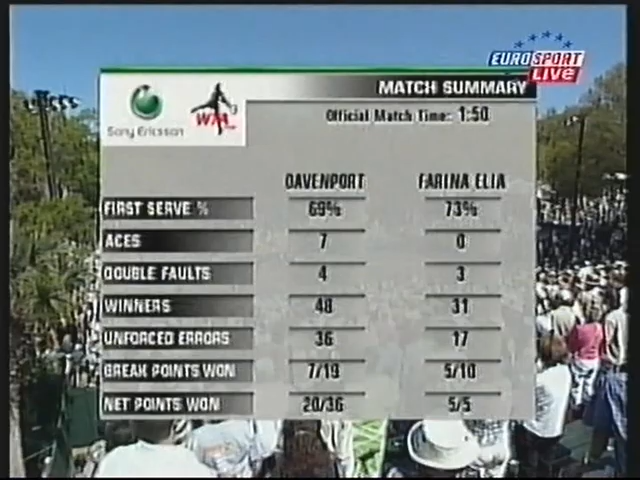 EUROSPORT
LIVE
MATCH SUMMARY
Sony Ericsson
WTA
Official Match Time: 1:50
DAVENPORT FARINA ELIA
FIRST SERVE % 69% 73%
ACES 7 0
DOUBLE FAULTS 4 3
WINNERS 48 31
UNFORCED ERRORS 36 17
BREAK POINTS WON 7/19 5/10
NET POINTS WON 20/36 5/5